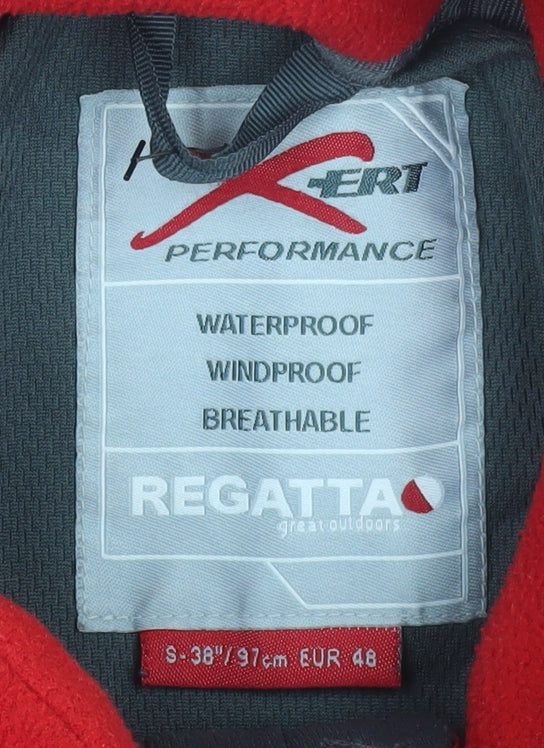 X-ERT
PERFORMANCE
WATERPROOF
WINDPROOF
BREATHABLE
REGATTA
great outdoors
S-38"/97cm EUR 48